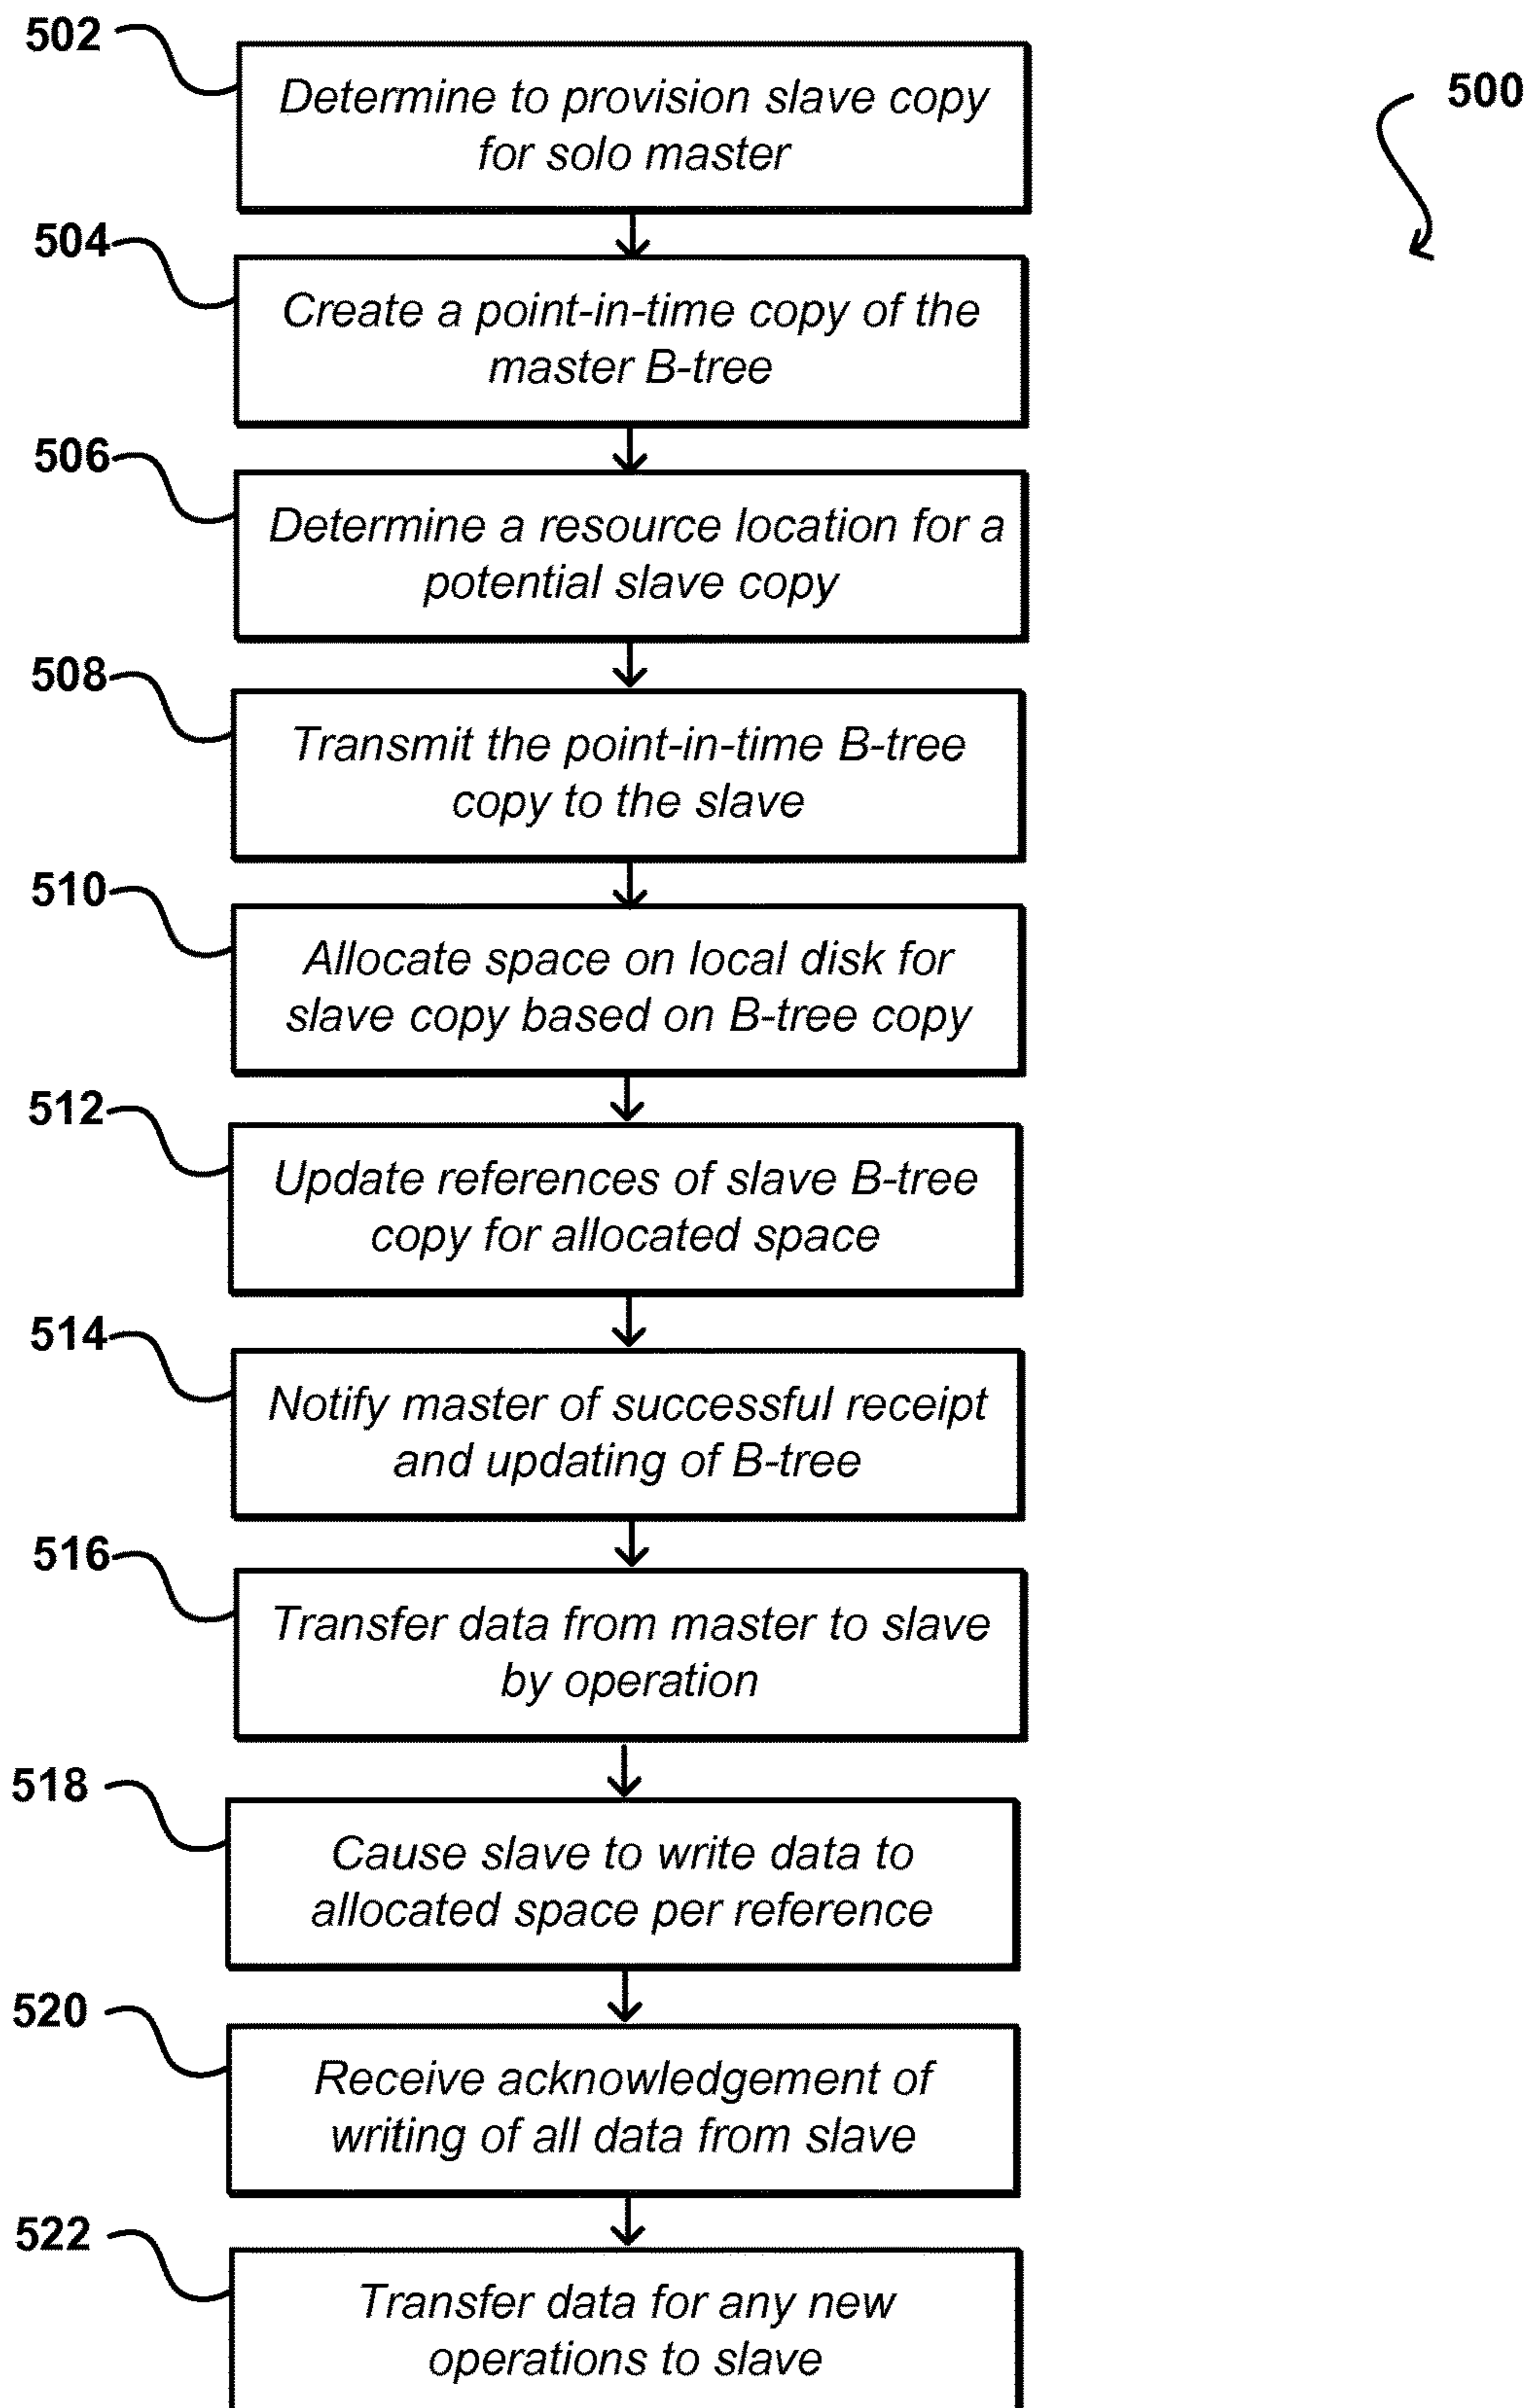 502
Determine to provision slave copy
for solo master
500
504
Create a point-in-time copy of the
master B-tree
506
Determine a resource location for a
potential slave copy
508
Transmit the point-in-time B-tree
copy to the slave
510
Allocate space on local disk for
slave copy based on B-tree copy
512
Update references of slave B-tree
copy for allocated space
514
Notify master of successful receipt
and updating of B-tree
516
Transfer data from master to slave
by operation
518
Cause slave to write data to
allocated space per reference
520
Receive acknowledgement of
writing of all data from slave
522
Transfer data for any new
operations to slave